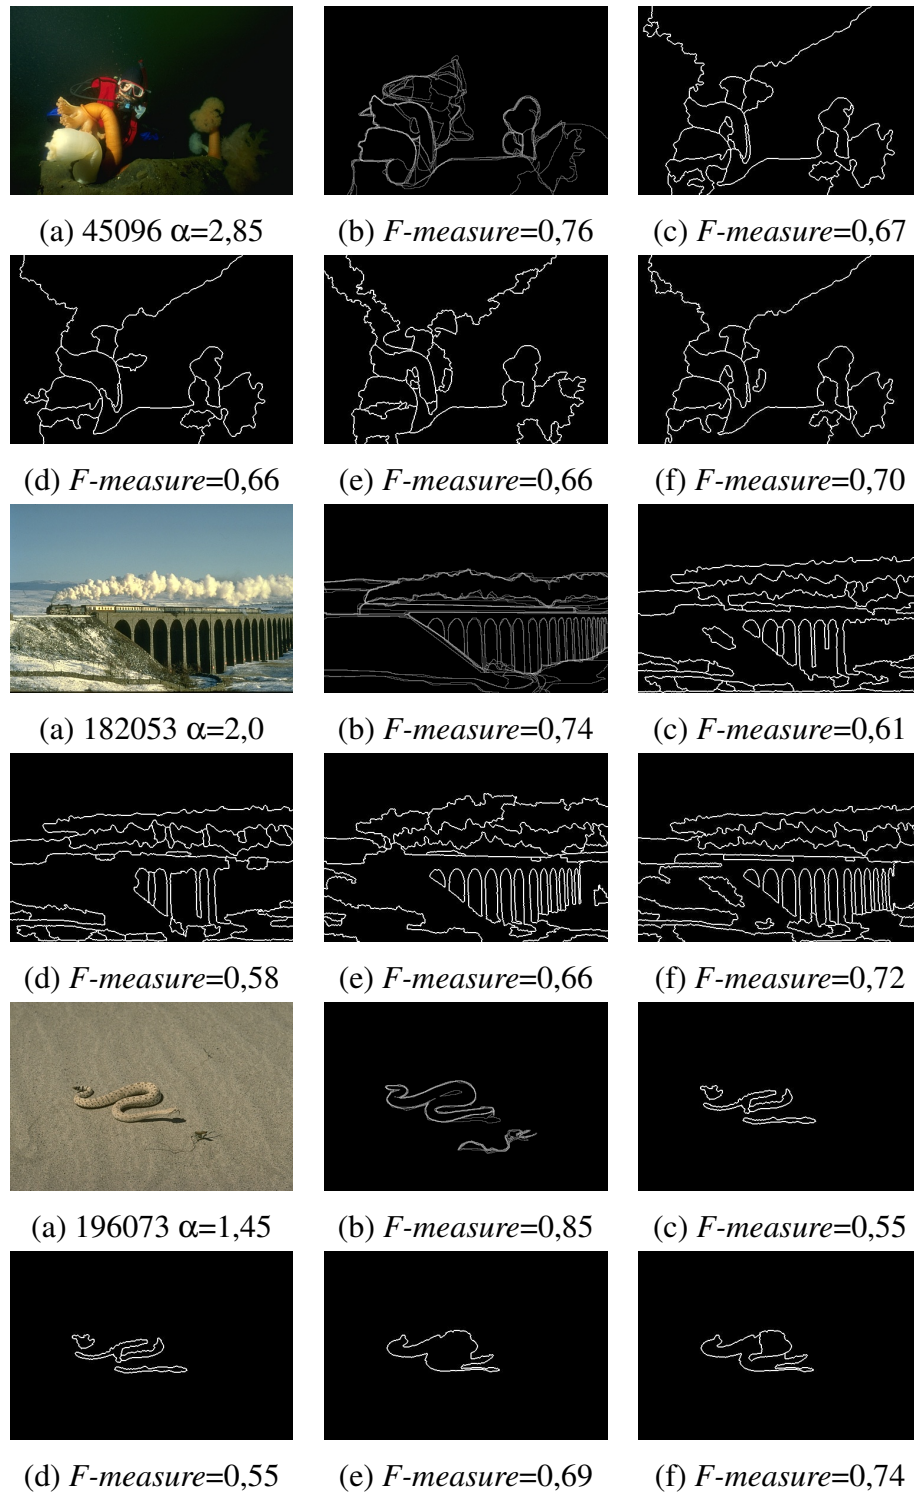 (a) 45096 α=2,85 (b) F-measure=0,76 (c) F-measure=0,67
(d) F-measure=0,66 (e) F-measure=0,66 (f) F-measure=0,70
(a) 182053 α=2,0 (b) F-measure=0,74 (c) F-measure=0,61
(d) F-measure=0,58 (e) F-measure=0,66 (f) F-measure=0,72
(a) 196073 α=1,45 (b) F-measure=0,85 (c) F-measure=0,55
(d) F-measure=0,55 (e) F-measure=0,69 (f) F-measure=0,74